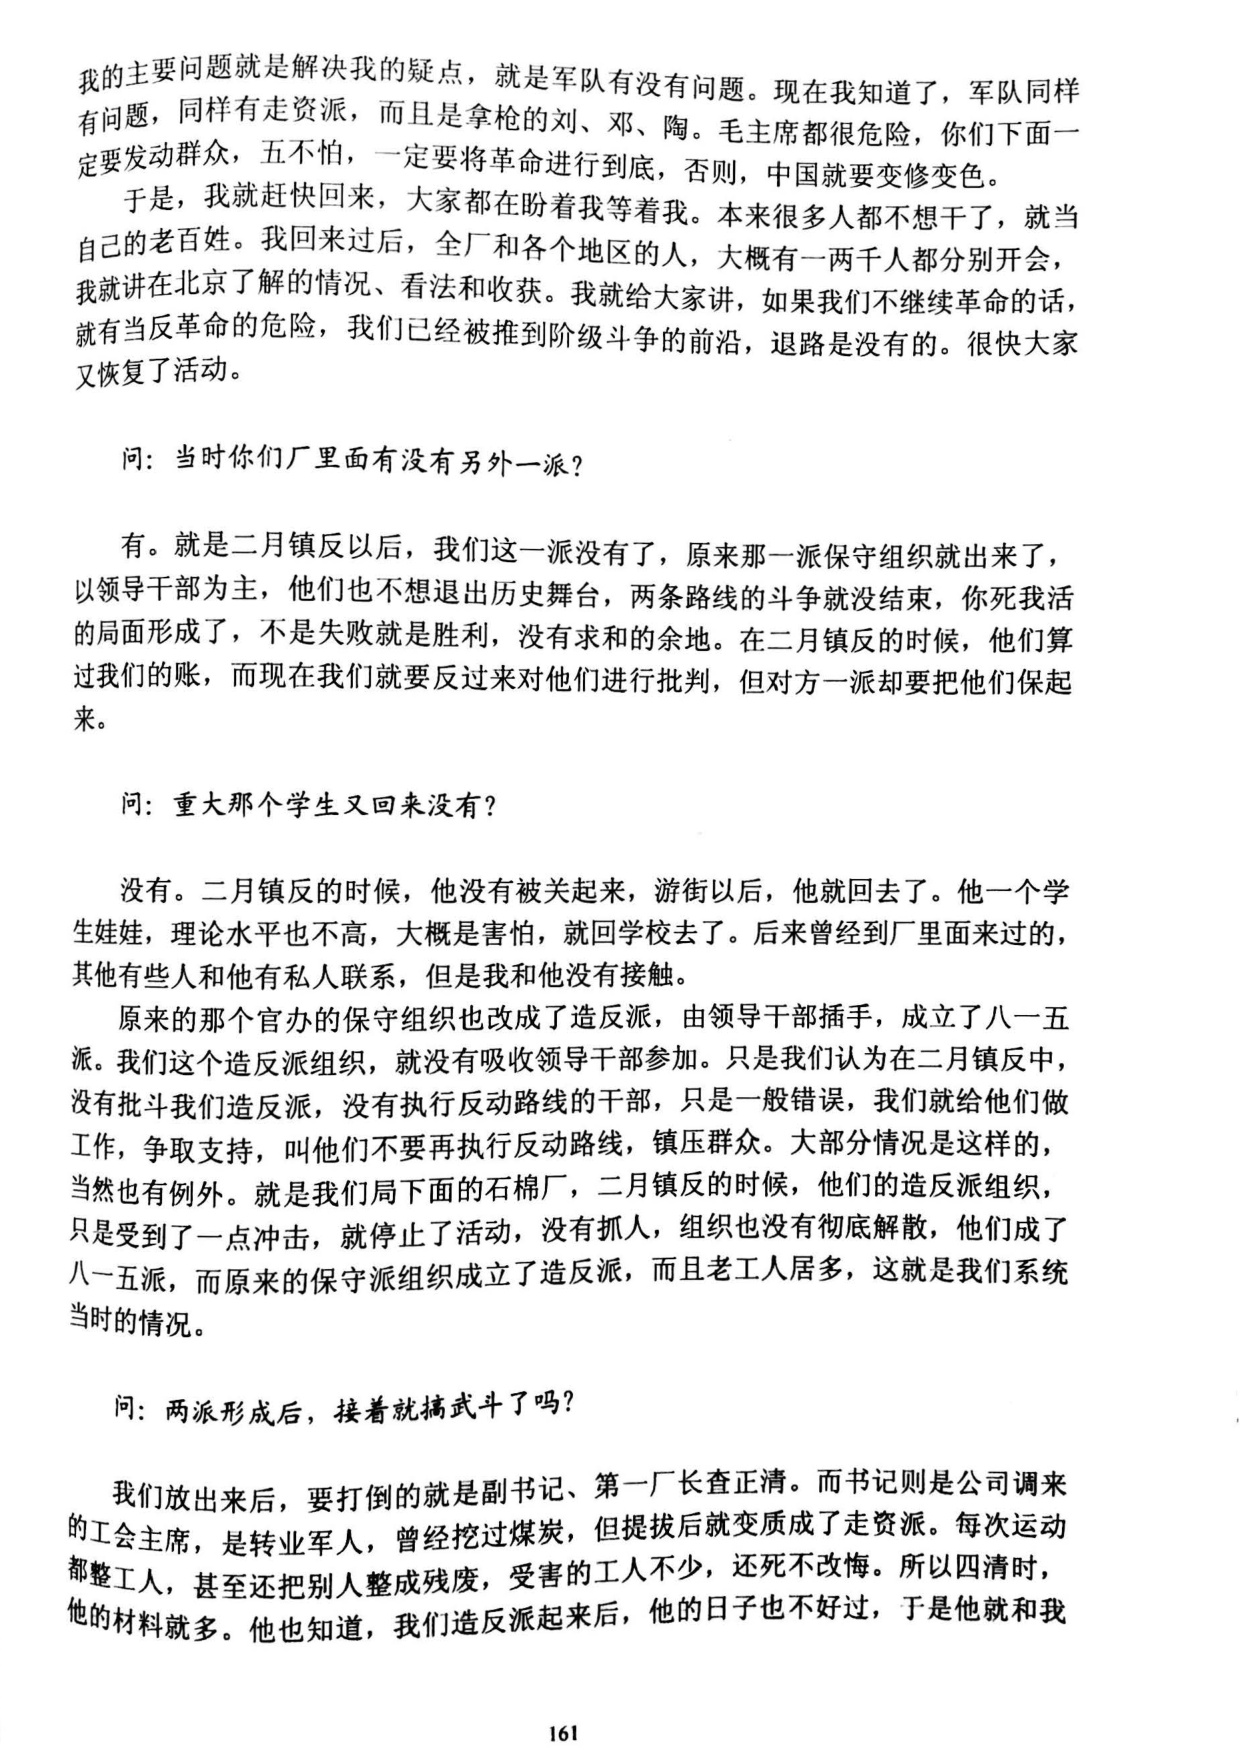 我的主要问题就是解决我的疑点，就是军队有没有问题。现在我知道了，军队同样
有问题，同样有走资派，而且是拿枪的刘、邓、陶。毛主席都很危险，你们下面一
定要发动群众，五不怕，一定要将革命进行到底，否则，中国就要变修变色。
于是，我就赶快回来，大家都在盼着我等着我。本来很多人都不想干了，就当
自己的老百姓。我回来过后，全厂和各个地区的人，大概有一两千人都分别开会，
我就讲在北京了解的情况、看法和收获。我就给大家讲，如果我们不继续革命的话，
就有当反革命的危险，我们已经被推到阶级斗争的前沿，退路是没有的。很快大家
又恢复了活动。
问：当时你们厂里面有没有另外一派？
有。就是二月镇反以后，我们这一派没有了，原来那一派保守组织就出来了，
以领导干部为主，他们也不想退出历史舞台，两条路线的斗争就没结束，你死我活
的局面形成了，不是失败就是胜利，没有求和的余地。在二月镇反的时候，他们算
过我们的账，而现在我们就要反过来对他们进行批判，但对方一派却要把他们保起
来。
问：重大那个学生又回来没有？
没有。二月镇反的时候，他没有被关起来，游街以后，他就回去了。他一个学
生娃娃，理论水平也不高，大概是害怕，就回学校去了。后来曾经到厂里面来过的，
其他有些人和他有私人联系，但是我和他没有接触。
原来的那个官办的保守组织也改成了造反派，由领导干部插手，成立了八一五
派。我们这个造反派组织，就没有吸收领导干部参加。只是我们认为在二月镇反中，
没有批斗我们造反派，没有执行反动路线的干部，只是一般错误，我们就给他们做
工作，争取支持，叫他们不要再执行反动路线，镇压群众。大部分情况是这样的，
当然也有例外。就是我们局下面的石棉厂，二月镇反的时候，他们的造反派组织，
只是受到了一点冲击，就停止了活动，没有抓人，组织也没有彻底解散，他们成了
八一五派，而原来的保守派组织成立了造反派，而且老工人居多，这就是我们系统
当时的情况。
问：两派形成后，接着就搞武斗了吗？
我们放出来后，要打倒的就是副书记、第一厂长查正清。而书记则是公司调来
的工会主席，是转业军人，曾经挖过煤炭，但提拔后就变质成了走资派。每次运动
都整工人，甚至还把别人整成残废，受害的工人不少，还死不改悔。所以四清时，
他的材料就多。他也知道，我们造反派起来后，他的日子也不好过，于是他就和我
161